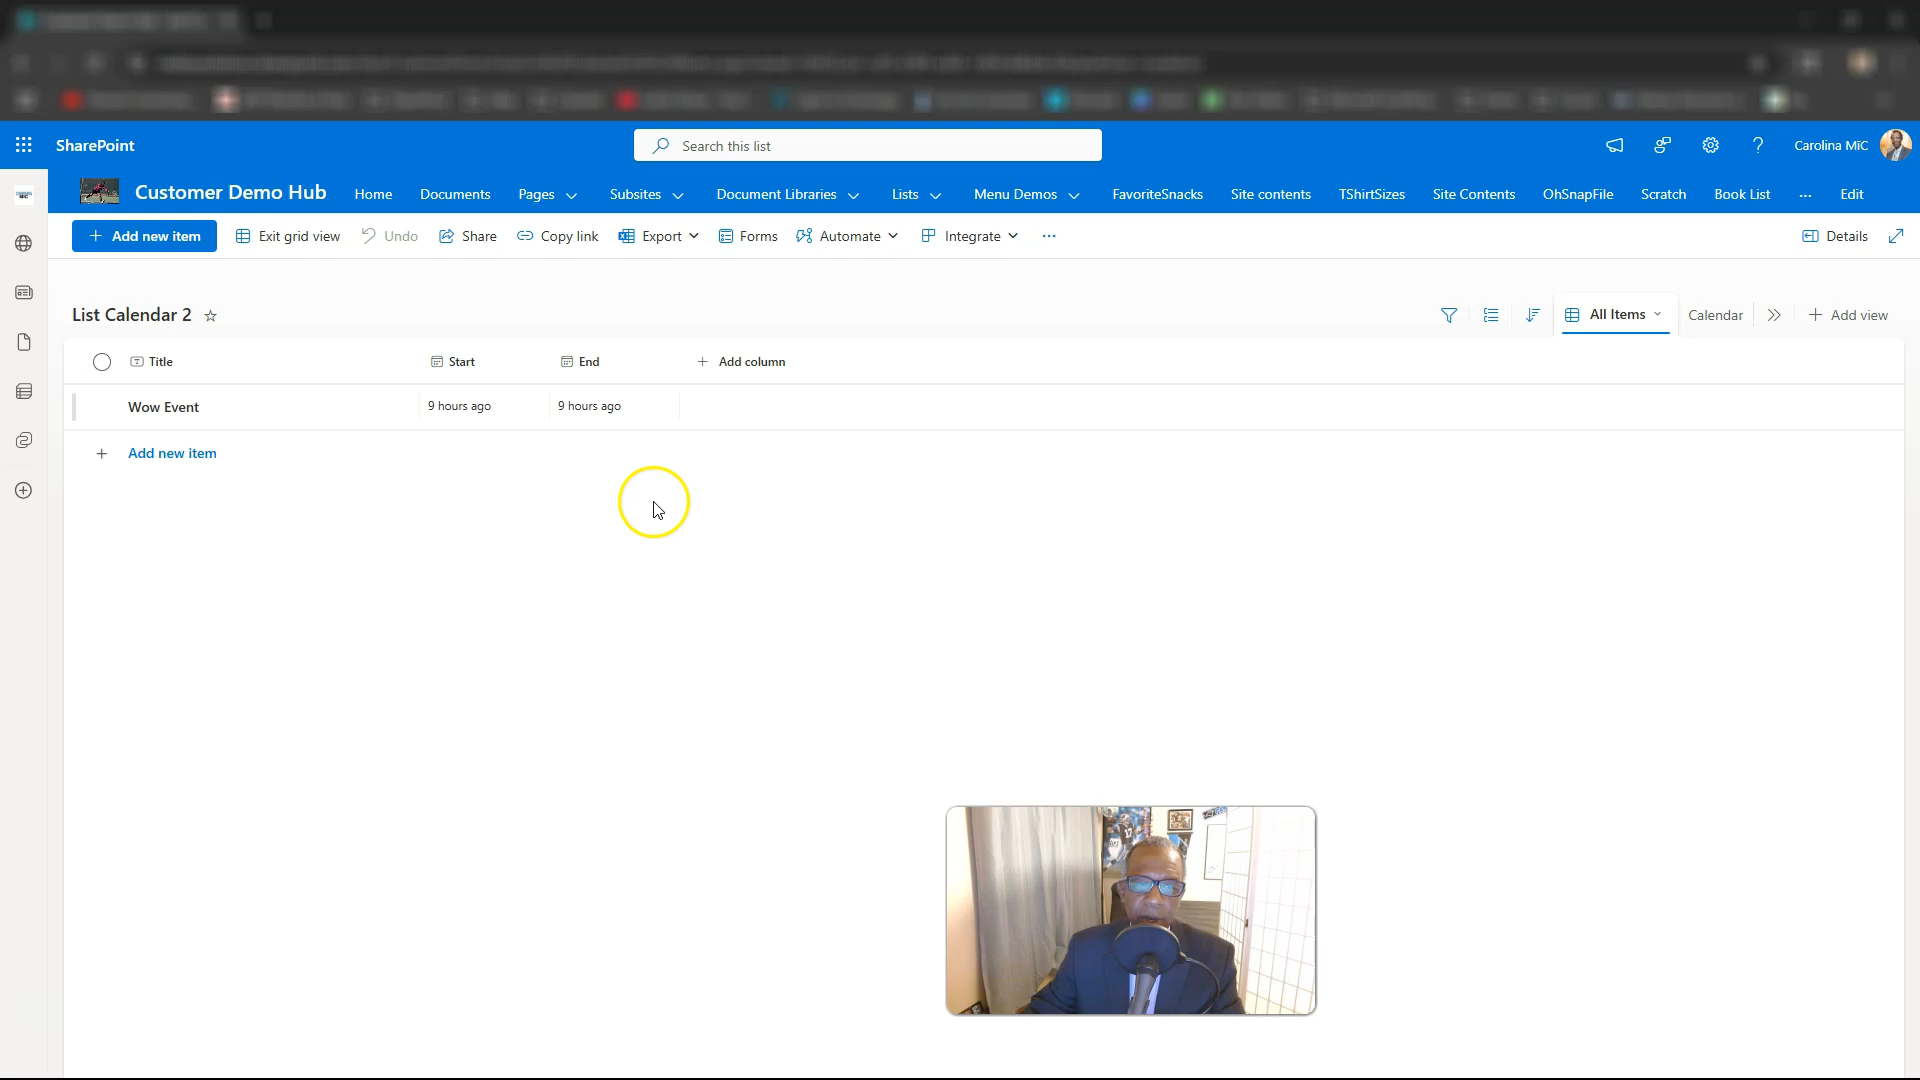 SharePoint
Search this list
Carolina MiC
Customer Demo Hub
Home
Documents
Pages
Subsites
Document Libraries
Lists
Menu Demos
FavoriteSnacks
Site contents
TShirtSizes
Site Contents
OhSnapFile
Scratch
Book List
...
Edit
+ Add new item
Exit grid view
Undo
Share
Copy link
Export
Forms
Automate
Integrate
...
Details
List Calendar 2
All Items
Calendar
+ Add view
Title
Start
End
+ Add column
Wow Event
9 hours ago
9 hours ago
+ Add new item